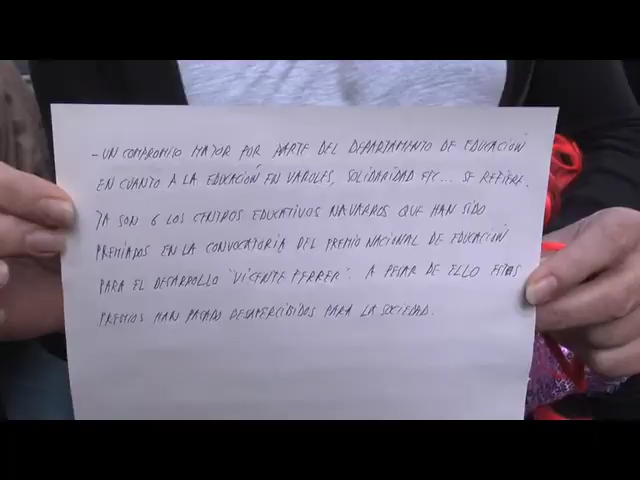 - UN COMPROMISO MAYOR POR PARTE DEL DEPARTAMENTO DE EDUCACIÓN
EN CUANTO A LA EDUCACIÓN EN VAROLES, SOLIDARIDAD ETC... SE REFIERE.
YA SON 6 LOS CENTROS EDUCATIVOS NAVARROS QUE HAN SIDO
PREMIADOS EN LA CONVOCATORIA DEL PREMIO NACIONAL DE EDUCACIÓN
PARA EL DESARROLLO "VICENTE FERRER". A PESAR DE ELLO ESTOS
PREMIOS HAN PASADO DESAPERCIBIDOS PARA LA SOCIEDAD.